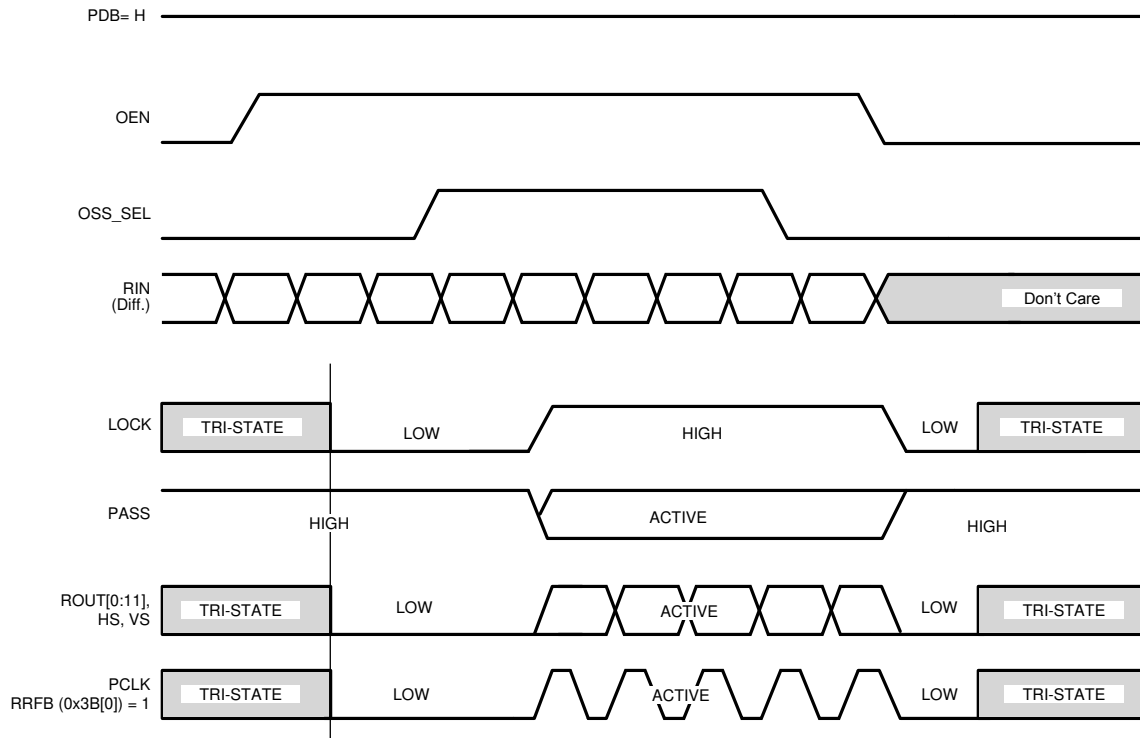 PDB= H
OEN
OSS_SEL
RIN
(Diff.)
Don't Care
LOCK
TRI-STATE
LOW
HIGH
LOW
TRI-STATE
PASS
HIGH
ACTIVE
HIGH
ROUT[0:11],
HS, VS
TRI-STATE
LOW
ACTIVE
LOW
TRI-STATE
PCLK
RRFB (0x3B[0]) = 1
TRI-STATE
LOW
ACTIVE
LOW
TRI-STATE